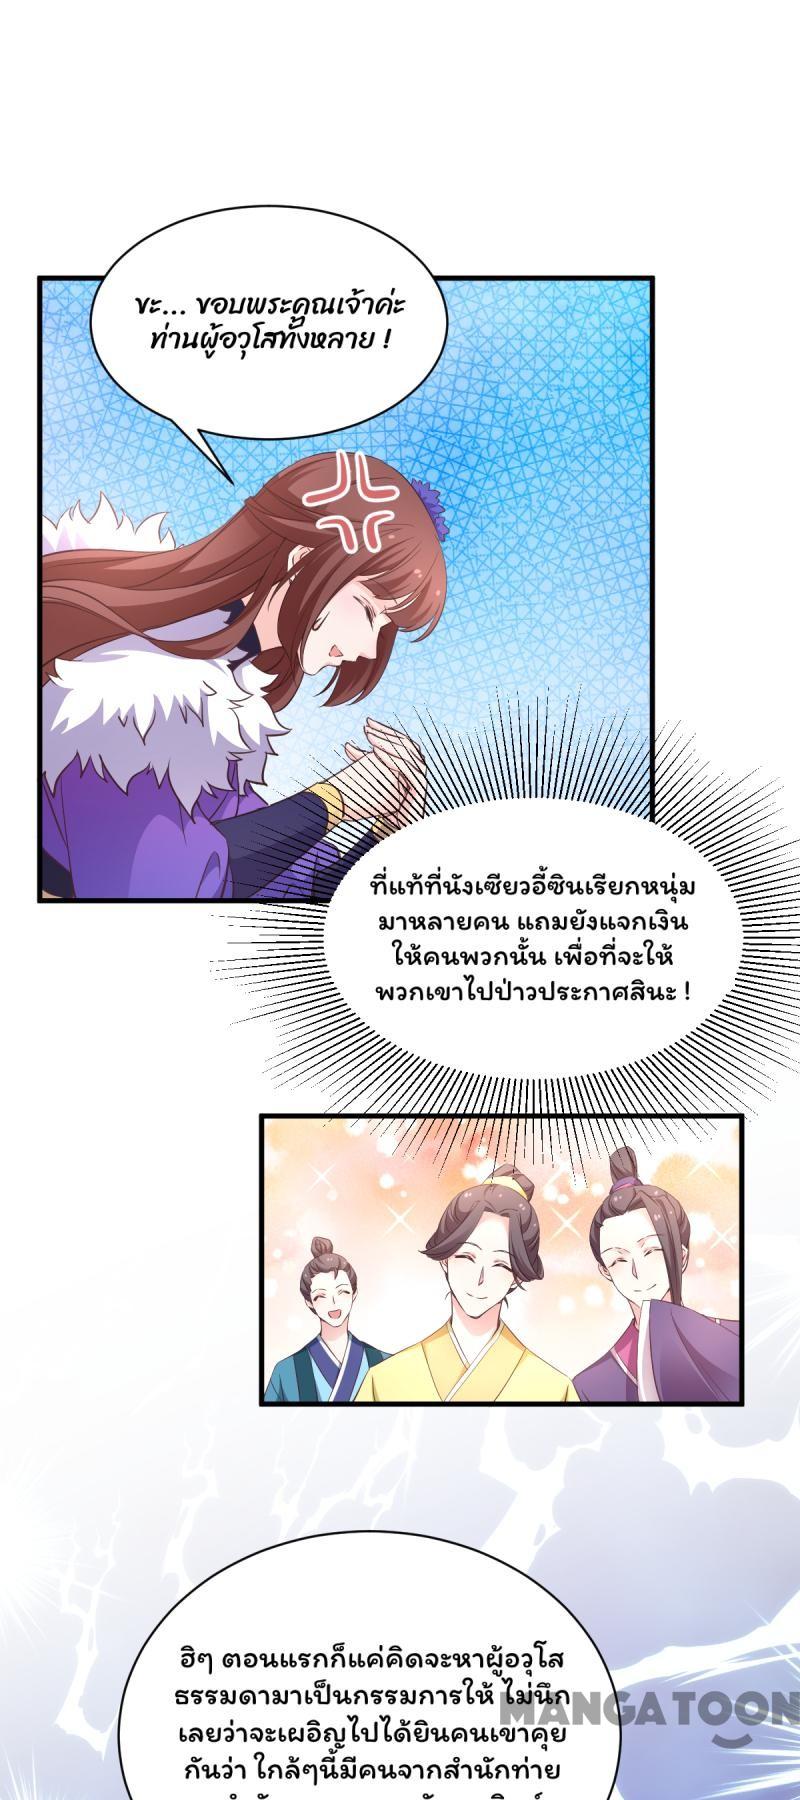 ขะ... ขอบพระคุณเจ้าค่ะ
ท่านผู้อวุโสทั้งหลาย !
ที่แท้ที่นังเซียวอี้ซินเรียกหนุ่ม
มาหลายคน แถมยังแจกเงิน
ให้คนพวกนั้น เพื่อที่จะให้
พวกเขาไปป่าวประกาศสินะ !
ฮิๆ ตอนแรกก็แค่คิดจะหาผู้อวุโส
ธรรมดามาเป็นกรรมการให้ ไม่นึก
เลยว่าจะเผอิญไปได้ยินคนเขาคุย
กันว่า ใกล้ๆนี้มีคนจากสำนักท่าย
MANGATOON